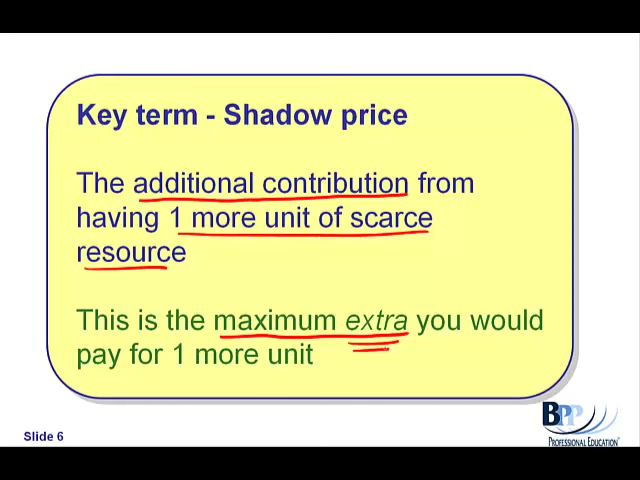 Key term - Shadow price
The additional contribution from
having 1 more unit of scarce
resource
This is the maximum extra you would
pay for 1 more unit
BPP
PROFESSIONAL EDUCATION
Slide 6